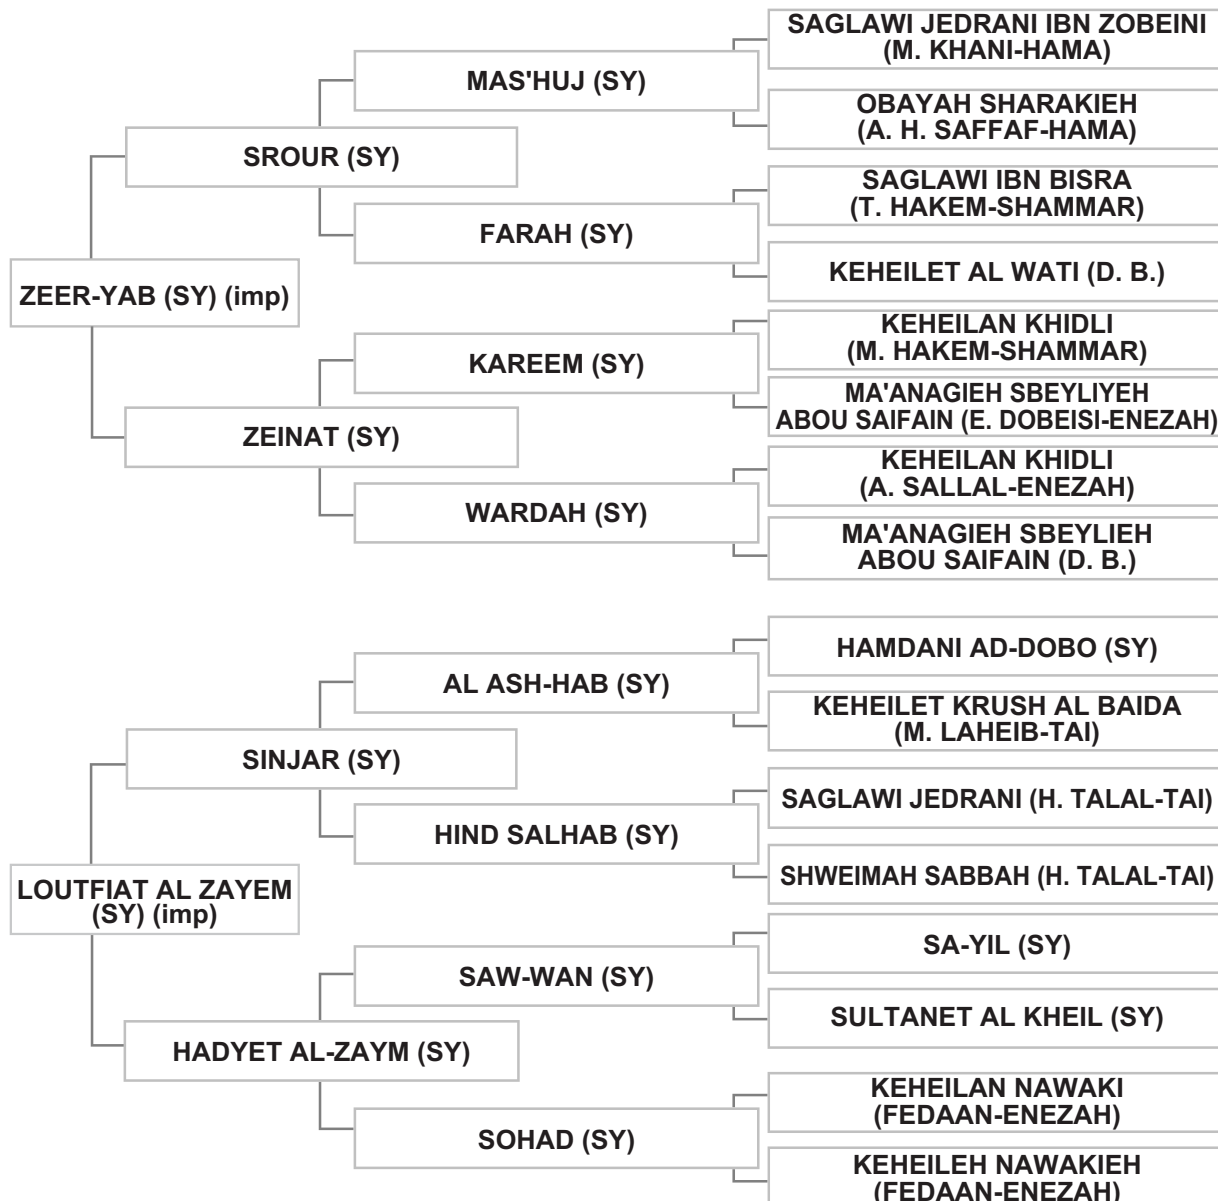 SAGLAWI JEDRANI IBN ZOBEINI
(M. KHANI-HAMA)
MAS'HUJ (SY)
OBAYAH SHARAKIEH
(A. H. SAFFAF-HAMA)
SROUR (SY)
SAGLAWI IBN BISRA
(T. HAKEM-SHAMMAR)
FARAH (SY)
KEHEILET AL WATI (D. B.)
ZEER-YAB (SY) (imp)
KEHEILAN KHIDLI
(M. HAKEM-SHAMMAR)
KAREEM (SY)
MA'ANAGIEH SBEYLIYEH
ABOU SAIFAIN (E. DOBEISI-ENEZAH)
ZEINAT (SY)
KEHEILAN KHIDLI
(A. SALLAL-ENEZAH)
WARDAH (SY)
MA'ANAGIEH SBEYLIEH
ABOU SAIFAIN (D. B.)
HAMDANI AD-DOBO (SY)
AL ASH-HAB (SY)
KEHEILET KRUSH AL BAIDA
(M. LAHEIB-TAI)
SINJAR (SY)
SAGLAWI JEDRANI (H. TALAL-TAI)
HIND SALHAB (SY)
SHWEIMAH SABBAH (H. TALAL-TAI)
LOUTFIAT AL ZAYEM
(SY) (imp)
SA-YIL (SY)
SAW-WAN (SY)
SULTANET AL KHEIL (SY)
HADYET AL-ZAYM (SY)
KEHEILAN NAWAKI
(FEDAAN-ENEZAH)
SOHAD (SY)
KEHEILEH NAWAKIEH
(FEDAAN-ENEZAH)